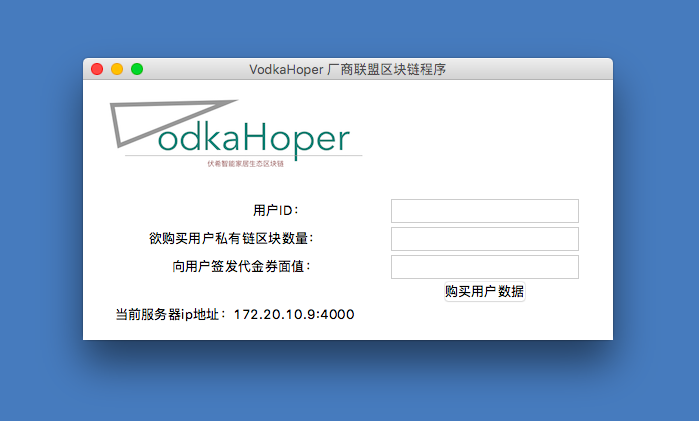 VodkaHoper 厂商联盟区块链程序
VodkaHoper
伏希智能家居生态区块链
用户ID：
欲购买用户私有链区块数量：
向用户签发代金券面值：
购买用户数据
当前服务器ip地址：172.20.10.9:4000